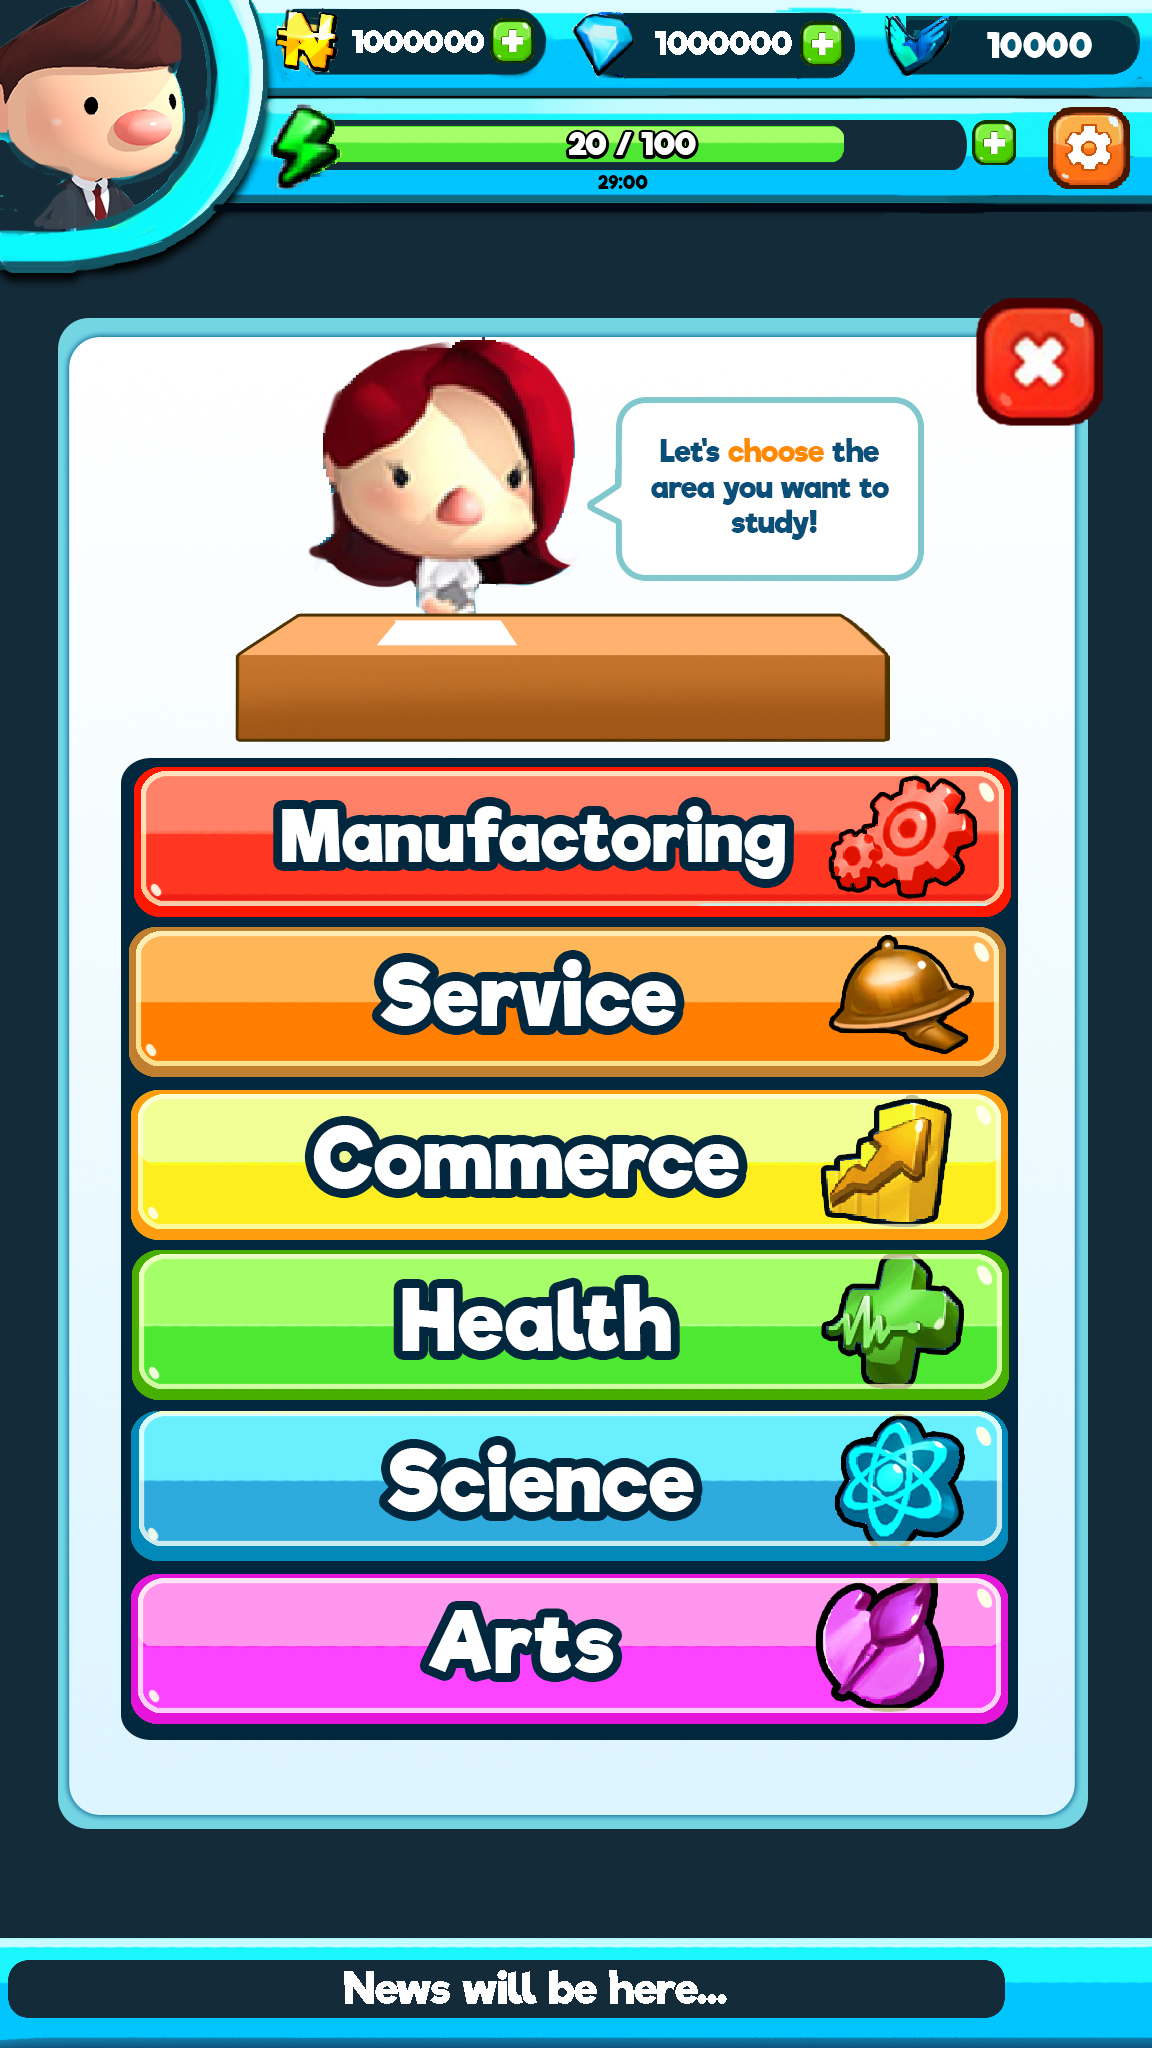 1000000
1000000
10000
20 / 100
29:00
Let's choose the
area you want to
study!
Manufactoring
Service
Commerce
Health
Science
Arts
News will be here...